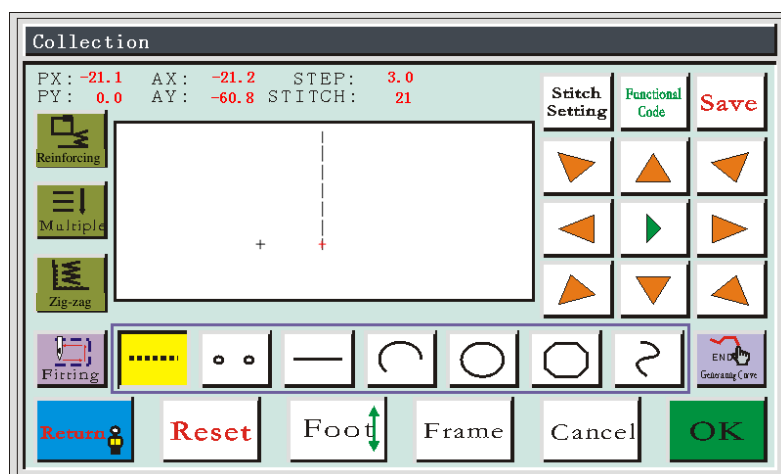 Collection
PX: -21.1 AX: -21.2 STEP: 3.0
PY: 0.0 AY: -60.8 STITCH: 21
Stitch
Setting
Functional
Code
Save
Reinforcing
Multiple
Zig-zag
Fitting
END
Generating Curve
Return
Reset
Foot
Frame
Cancel
OK